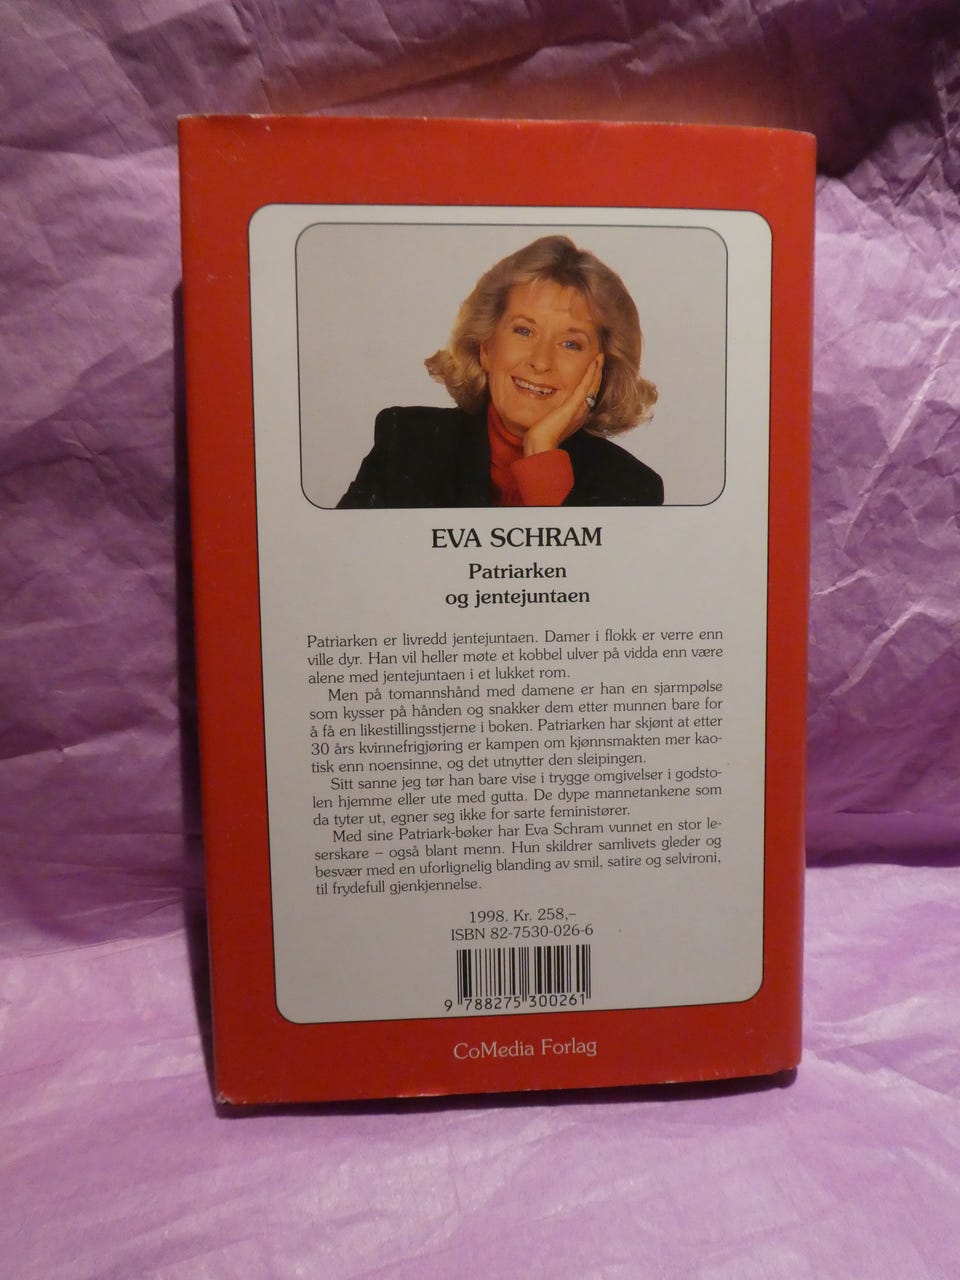 EVA SCHRAM
Patriarken
og jentejuntaen
Patriarken er livredd jentejuntaen. Damer i flokk er verre enn
ville dyr. Han vil heller møte et kobbel ulver på vidda enn være
alene med jentejuntaen i et lukket rom.
Men på tomannshånd med damene er han en sjarmpølse
som kysser på hånden og snakker dem etter munnen bare for
å få en likestillingsstjerne i boken. Patriarken har skjønt at etter
30 års kvinnefrigjøring er kampen om kjønnsmakten mer kao-
tisk enn noensinne, og det utnytter den sleipingen.
Sitt sanne jeg tør han bare vise i trygge omgivelser i godsto-
len hjemme eller ute med gutta. De dype mannetankene som
da tyter ut, egner seg ikke for sarte feministører.
Med sine Patriark-bøker har Eva Schram vunnet en stor le-
serskare – også blant menn. Hun skildrer samlivets gleder og
besvær med en uforlignelig blanding av smil, satire og selvironi,
til frydefull gjenkjennelse.
1998. Kr. 258,–
ISBN 82-7530-026-6
9 788275 300261
CoMedia Forlag